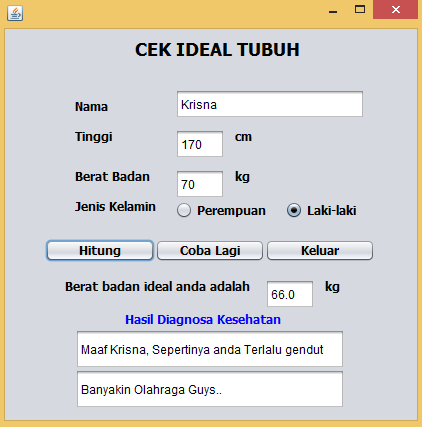 CEK IDEAL TUBUH
Nama Krisna
Tinggi 170 cm
Berat Badan 70 kg
Jenis Kelamin Perempuan Laki-laki
Hitung Coba Lagi Keluar
Berat badan ideal anda adalah 66.0 kg
Hasil Diagnosa Kesehatan
Maaf Krisna, Sepertinya anda Terlalu gendut
Banyakin Olahraga Guys..